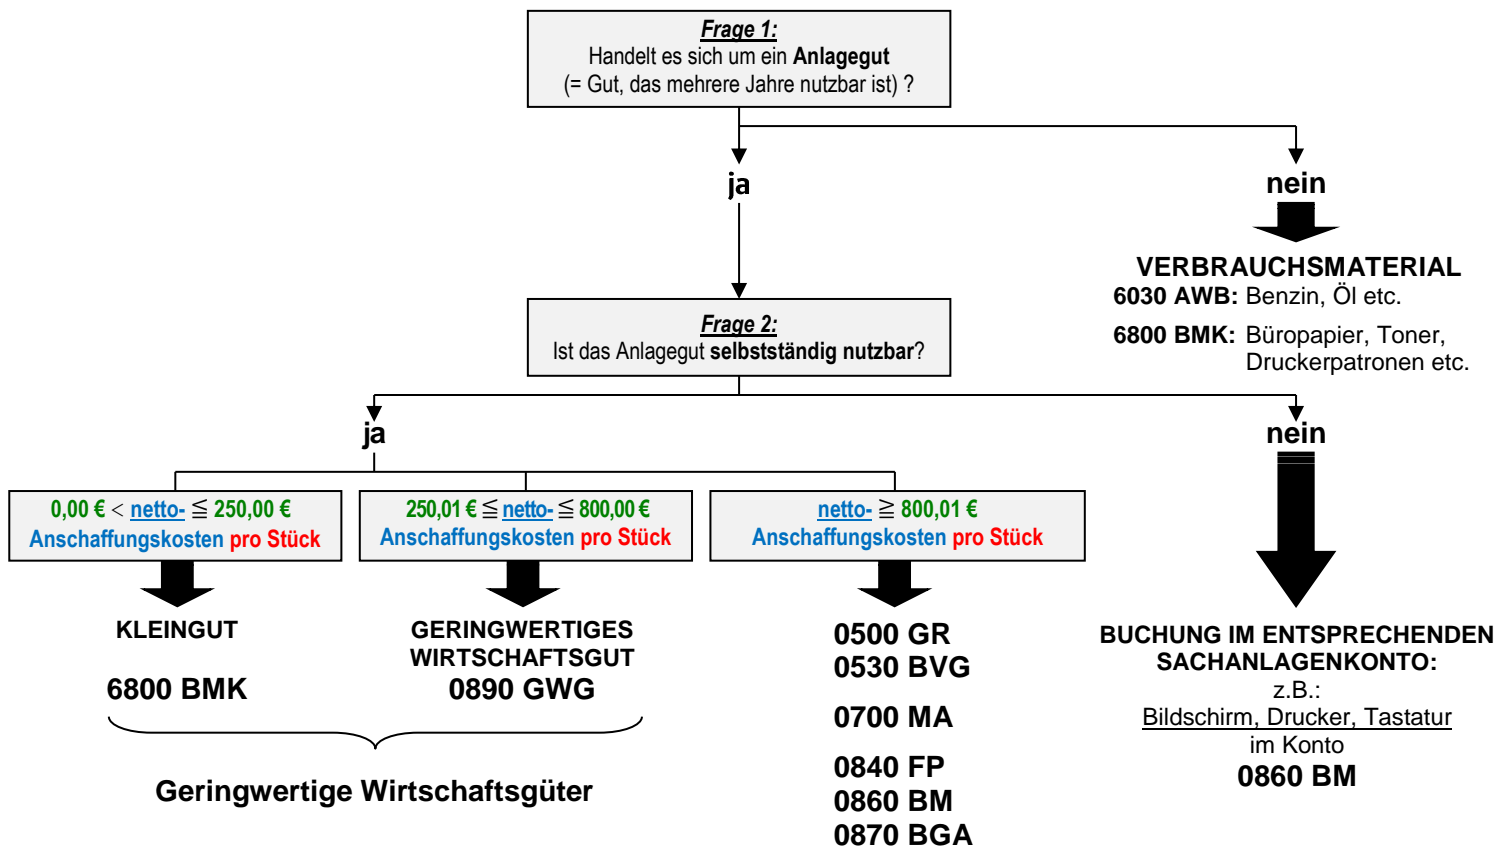 Frage 1:
Handelt es sich um ein Anlagegut
(= Gut, das mehrere Jahre nutzbar ist) ?
ja
nein
VERBRAUCHSMATERIAL
6030 AWB: Benzin, Öl etc.
6800 BMK: Büropapier, Toner,
Druckerpatronen etc.
Frage 2:
Ist das Anlagegut selbstständig nutzbar?
ja
nein
0,00 € < netto- ≦ 250,00 €
Anschaffungskosten pro Stück
250,01 € ≦ netto- ≦ 800,00 €
Anschaffungskosten pro Stück
netto- ≧ 800,01 €
Anschaffungskosten pro Stück
KLEINGUT
6800 BMK
GERINGWERTIGES
WIRTSCHAFTSGUT
0890 GWG
Geringwertige Wirtschaftsgüter
0500 GR
0530 BVG
0700 MA
0840 FP
0860 BM
0870 BGA
BUCHUNG IM ENTSPRECHENDEN
SACHANLAGENKONTO:
z.B.:
Bildschirm, Drucker, Tastatur
im Konto
0860 BM